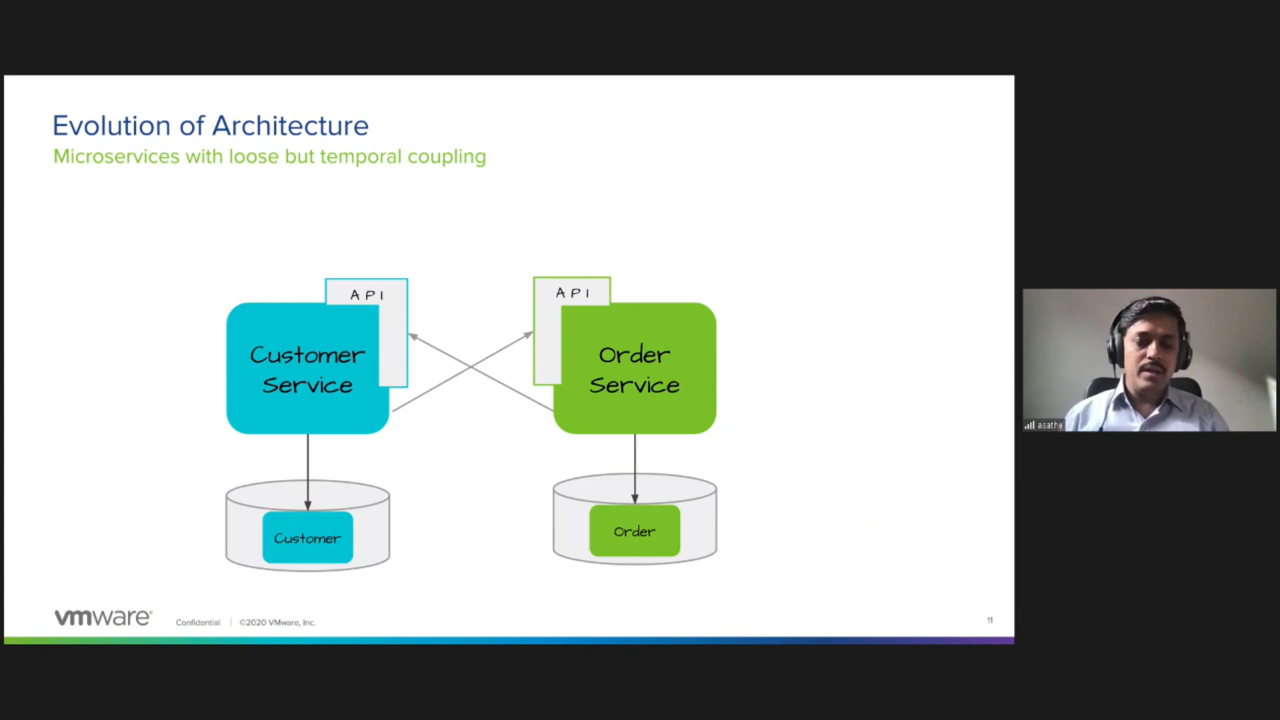 Evolution of Architecture
Microservices with loose but temporal coupling
API
API
Customer
Service
Order
Service
Customer
Order
vmware®
Confidential | ©2020 VMware, Inc.
11
asathe